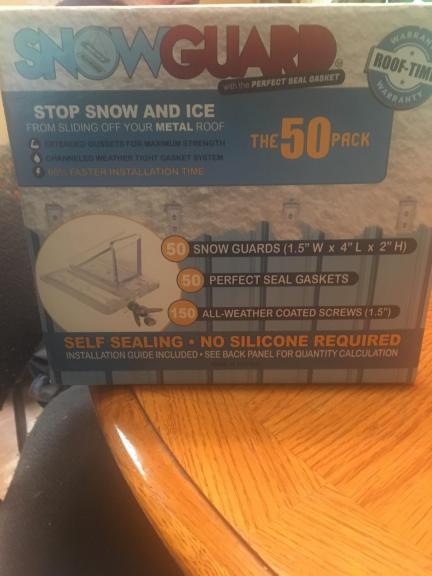 SNOWGUARD®
with the PERFECT SEAL GASKET
WARRANTY
ROOF-TIME
WARRANTY
STOP SNOW AND ICE
FROM SLIDING OFF YOUR METAL ROOF
EXTENDED GUSSETS FOR MAXIMUM STRENGTH
CHANNELED WEATHER TIGHT GASKET SYSTEM
60% FASTER INSTALLATION TIME
THE 50 PACK
50 SNOW GUARDS (1.5" W x 4" L x 2" H)
50 PERFECT SEAL GASKETS
150 ALL-WEATHER COATED SCREWS (1.5")
SELF SEALING • NO SILICONE REQUIRED
INSTALLATION GUIDE INCLUDED • SEE BACK PANEL FOR QUANTITY CALCULATION